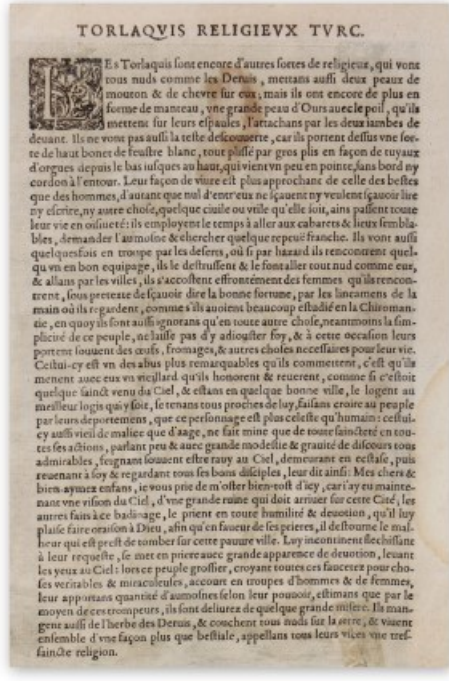 TORLAQVIS RELIGIEVX TVRC.
LEs Torlaquis sont encore d'autres sortes de religieux, qui vont
tous nuds comme les Deruis, mettans aussi deux peaux de
mouton & de chevre sur eux; mais ils ont encore de plus en
forme de manteau, vne grande peau d'Ours auec le poil, qu'ils
mettent sur leurs espaules, l'attachans par les deux iambes de
deuant. Ils ne vont pas aussi la teste descouuerte, car ils portent dessus vne sor-
te de haut bonet de feustre blanc, tout plissé par gros plis en façon de tuyaux
d'orgues depuis le bas iusques au haut, qui vient vn peu en pointe, sans bord ny
cordon à l'entour. Leur façon de viure est plus approchante de celle des bestes
que des hommes, d'autant que nul d'entr'eux ne sçauent ny veulent sçauoir lire
ny escrire, ny autre chose, quelque ciuile ou vtile qu'elle soit, ains passent toute
leur vie en oisiueté: ils employent le temps à aller aux cabarets & lieux sembla-
bles, demander l'aumosne & chercher quelque repeuë franche. Ils vont aussi
quelquesfois en troupe par les deserts, où si par hazard ils rencontrent quel-
qu vn en bon equipage, ils le destrussent & le font aller tout nud comme eux,
& allans par les villes, ils s'accostent effrontément des femmes qu'ils rencon-
trent, sous pretexte de sçauoir dire la bonne fortune, par les lineamens de la
main où ils regardent, comme s'ils auoient beaucoup estudié en la Chiroman-
tie, en quoy ils sont aussi ignorans qu'en toute autre chose, neantmoins la sim-
plicité de ce peuple, ne laisse pas d'y adiouster foy, & à cette occasion leurs
portent souuent des œufs, fromages, & autres choses necessaires pour leur vie.
Cestui-cy est vn des abus plus remarquables qu'ils commettent, c'est qu'ils
menent auec eux vn vieillard qu'ils honorent & reuerent, comme si c'estoit
quelque sainct venu du Ciel, & estans en quelque bonne ville, le logent au
meilleur logis qui y soit, se tenans tous proches de luy, faisans croire au peuple
par leurs deportemens, que ce personnage est plus celeste qu'humain: cestui-
cy aussi vieil de malice que d'aage, ne fait mine que de toute saincteté en tou-
tes ses actions, parlant peu & auec grande modestie & grauité de discours tous
admirables, feignant souuent estre rauy au Ciel, demeurant en ecstase, puis
reuenant à soy & regardant tous ses bons disciples, leur dit ainsi: Mes chers &
bien-aymez enfans, ie vous prie de m'oster bien-tost d'icy, car i'ay eu mainte-
nant vne vision du Ciel, d'vne grande ruine qui doit arriuer sur cette Cité; les
autres faits à ce badinage, le prient en toute humilité & deuotion, qu'il luy
plaise faire oraison à Dieu, afin qu'en faueur de ses prieres, il destourne le mal-
heur qui est prest de tomber sur cette pauure ville. Luy incontinent flechissant
à leur requeste, se met en priere auec grande apparence de deuotion, leuant
les yeux au Ciel: lors ce peuple grossier, croyant toutes ces faucetez pour cho-
ses veritables & miraculeuses, accourt en troupes d'hommes & de femmes,
leur apportans quantité d'aumosnes selon leur pouuoir, estimans que par le
moyen de ces trompeurs, ils sont deliurez de quelque grande misere. Ils man-
gent aussi de l'herbe des Deruis, & couchent tous nuds sur la terre, & viuent
ensemble d'vne façon plus que bestiale, appellans tous leurs vices vne tres-
saincte religion.